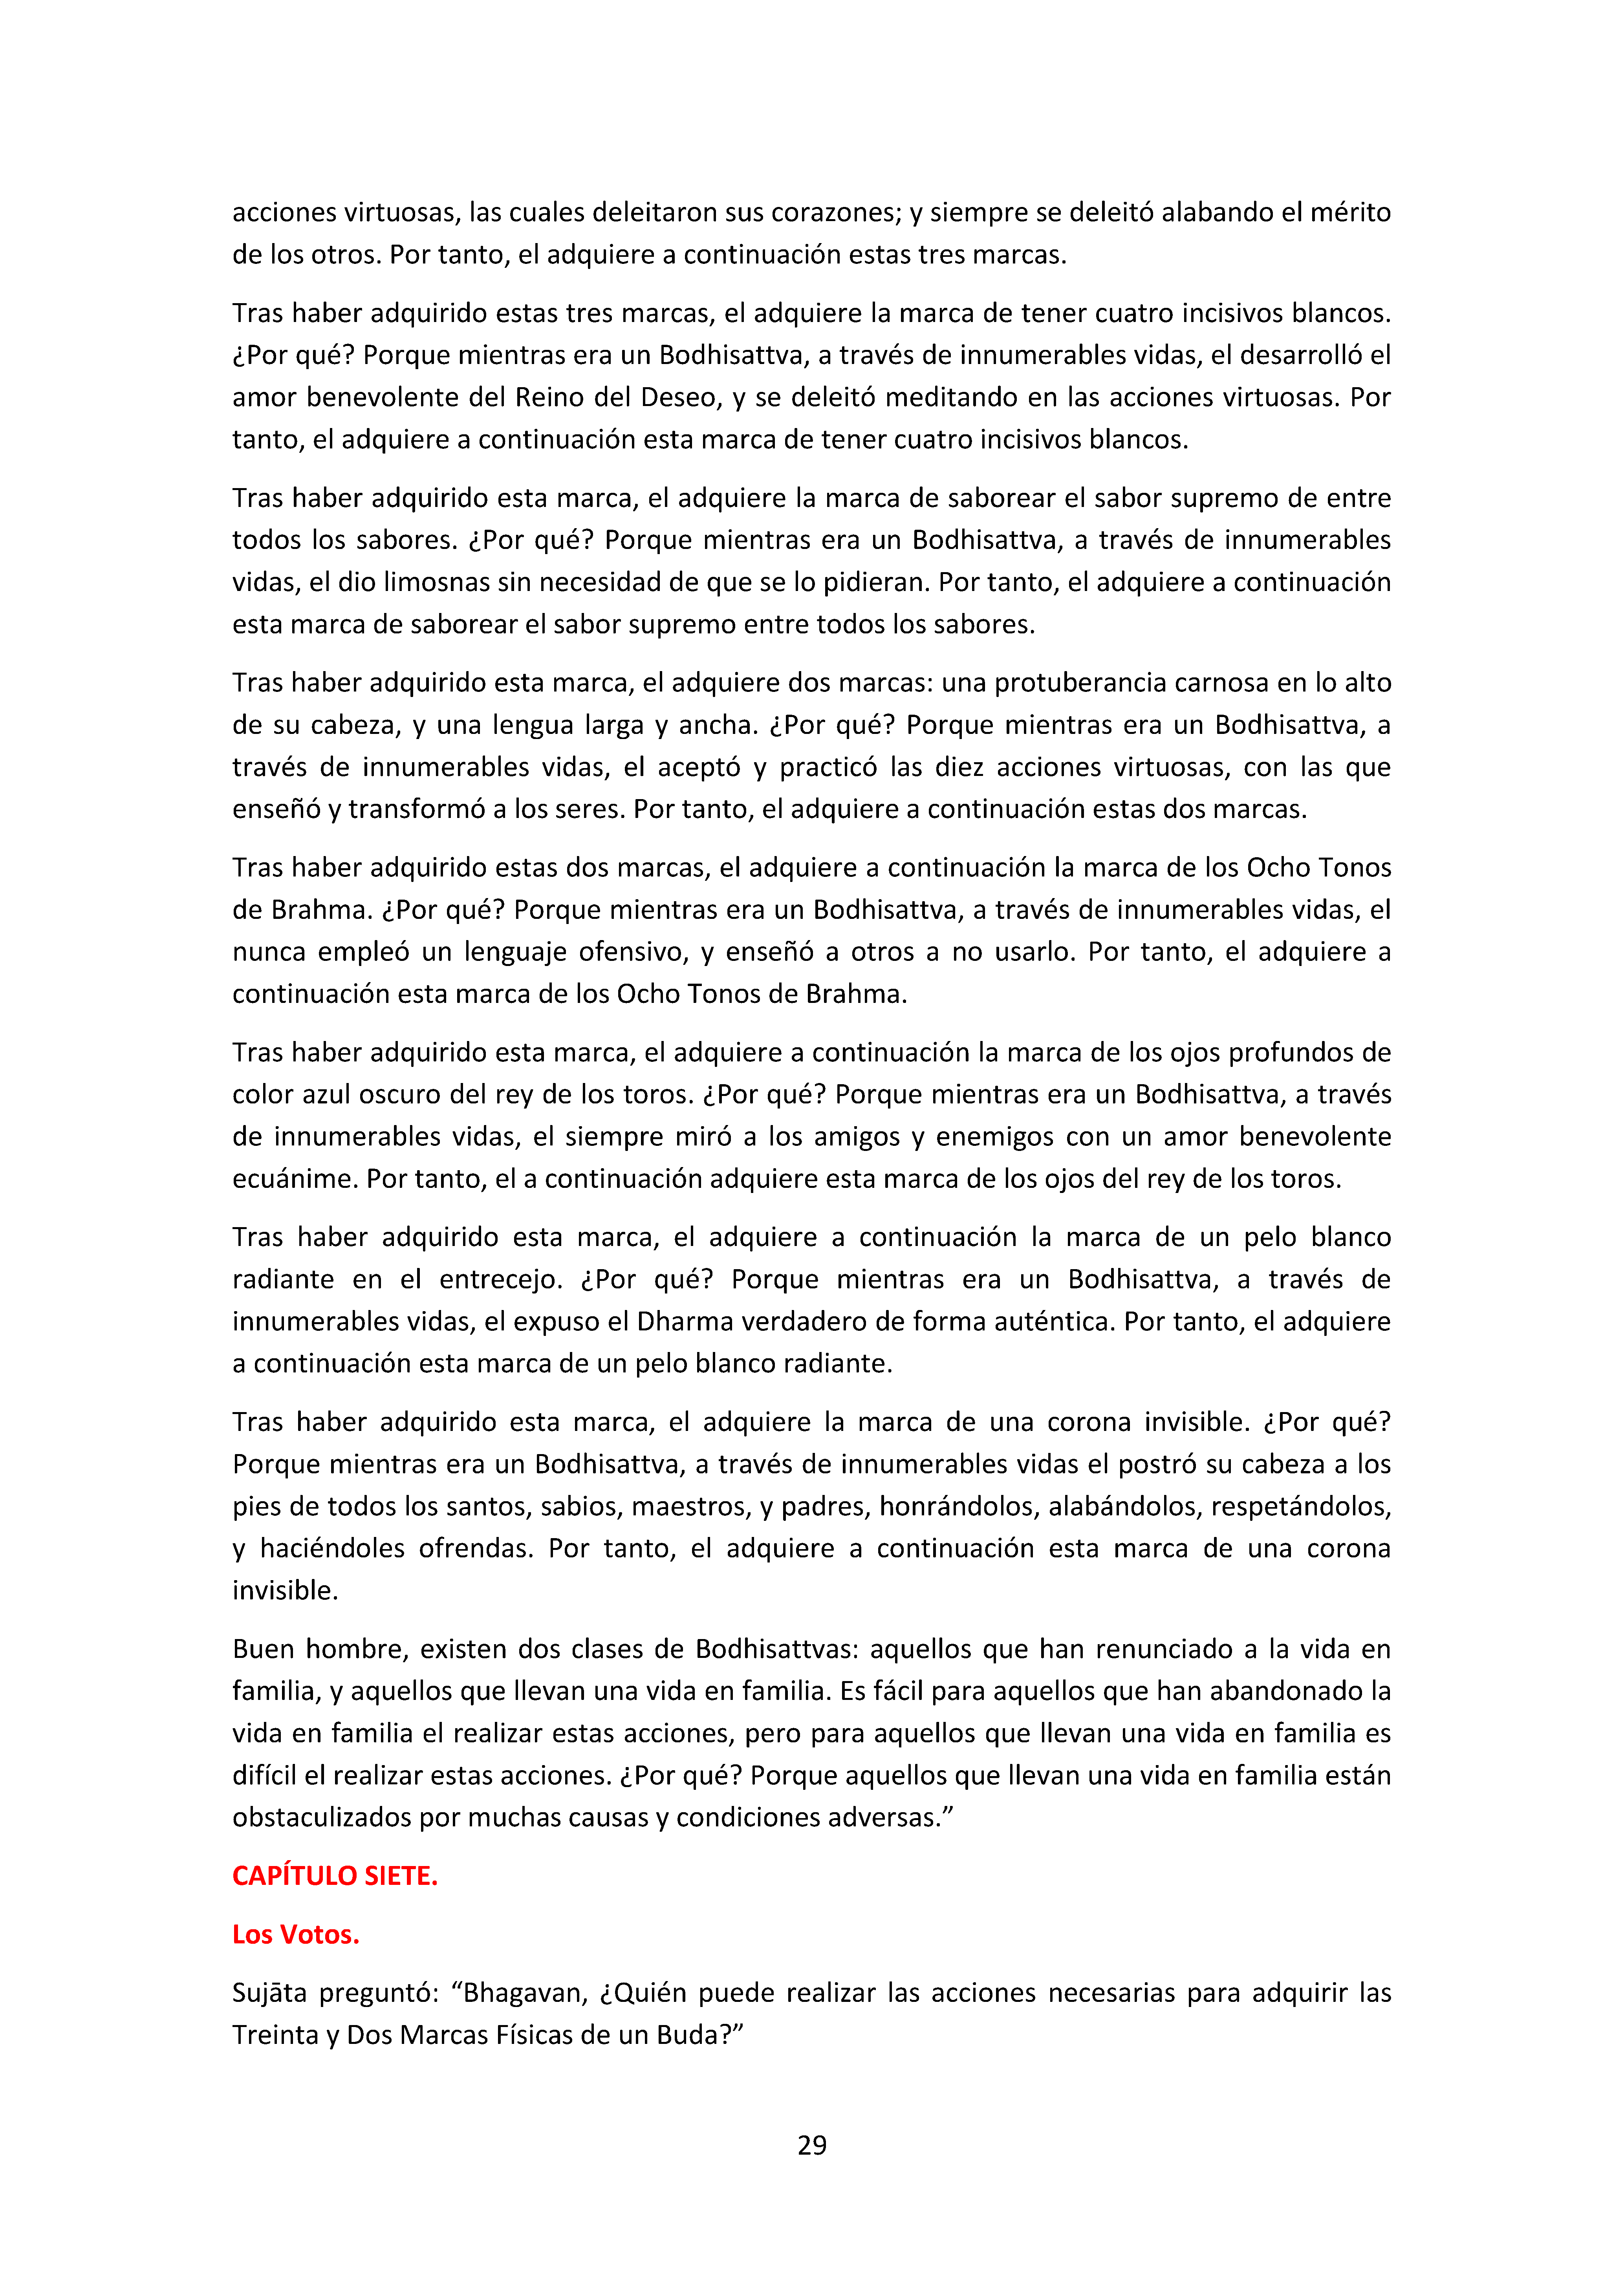 acciones virtuosas, las cuales deleitaron sus corazones; y siempre se deleitó alabando el mérito
de los otros. Por tanto, el adquiere a continuación estas tres marcas.
Tras haber adquirido estas tres marcas, el adquiere la marca de tener cuatro incisivos blancos.
¿Por qué? Porque mientras era un Bodhisattva, a través de innumerables vidas, el desarrolló el
amor benevolente del Reino del Deseo, y se deleitó meditando en las acciones virtuosas. Por
tanto, el adquiere a continuación esta marca de tener cuatro incisivos blancos.
Tras haber adquirido esta marca, el adquiere la marca de saborear el sabor supremo de entre
todos los sabores. ¿Por qué? Porque mientras era un Bodhisattva, a través de innumerables
vidas, el dio limosnas sin necesidad de que se lo pidieran. Por tanto, el adquiere a continuación
esta marca de saborear el sabor supremo entre todos los sabores.
Tras haber adquirido esta marca, el adquiere dos marcas: una protuberancia carnosa en lo alto
de su cabeza, y una lengua larga y ancha. ¿Por qué? Porque mientras era un Bodhisattva, a
través de innumerables vidas, el aceptó y practicó las diez acciones virtuosas, con las que
enseñó y transformó a los seres. Por tanto, el adquiere a continuación estas dos marcas.
Tras haber adquirido estas dos marcas, el adquiere a continuación la marca de los Ocho Tonos
de Brahma. ¿Por qué? Porque mientras era un Bodhisattva, a través de innumerables vidas, el
nunca empleó un lenguaje ofensivo, y enseñó a otros a no usarlo. Por tanto, el adquiere a
continuación esta marca de los Ocho Tonos de Brahma.
Tras haber adquirido esta marca, el adquiere a continuación la marca de los ojos profundos de
color azul oscuro del rey de los toros. ¿Por qué? Porque mientras era un Bodhisattva, a través
de innumerables vidas, el siempre miró a los amigos y enemigos con un amor benevolente
ecuánime. Por tanto, el a continuación adquiere esta marca de los ojos del rey de los toros.
Tras haber adquirido esta marca, el adquiere a continuación la marca de un pelo blanco
radiante en el entrecejo. ¿Por qué? Porque mientras era un Bodhisattva, a través de
innumerables vidas, el expuso el Dharma verdadero de forma auténtica. Por tanto, el adquiere
a continuación esta marca de un pelo blanco radiante.
Tras haber adquirido esta marca, el adquiere la marca de una corona invisible. ¿Por qué?
Porque mientras era un Bodhisattva, a través de innumerables vidas el postró su cabeza a los
pies de todos los santos, sabios, maestros, y padres, honrándolos, alabándolos, respetándolos,
y haciéndoles ofrendas. Por tanto, el adquiere a continuación esta marca de una corona
invisible.
Buen hombre, existen dos clases de Bodhisattvas: aquellos que han renunciado a la vida en
familia, y aquellos que llevan una vida en familia. Es fácil para aquellos que han abandonado la
vida en familia el realizar estas acciones, pero para aquellos que llevan una vida en familia es
difícil el realizar estas acciones. ¿Por qué? Porque aquellos que llevan una vida en familia están
obstaculizados por muchas causas y condiciones adversas.”
CAPÍTULO SIETE.
Los Votos.
Sujāta preguntó: “Bhagavan, ¿Quién puede realizar las acciones necesarias para adquirir las
Treinta y Dos Marcas Físicas de un Buda?”
29